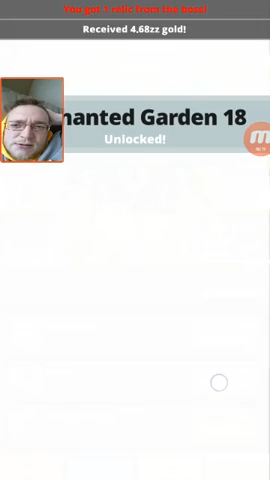 You got 1 relic from the boss!
Received 4,68zz gold!
hanted Garden 18
Unlocked!